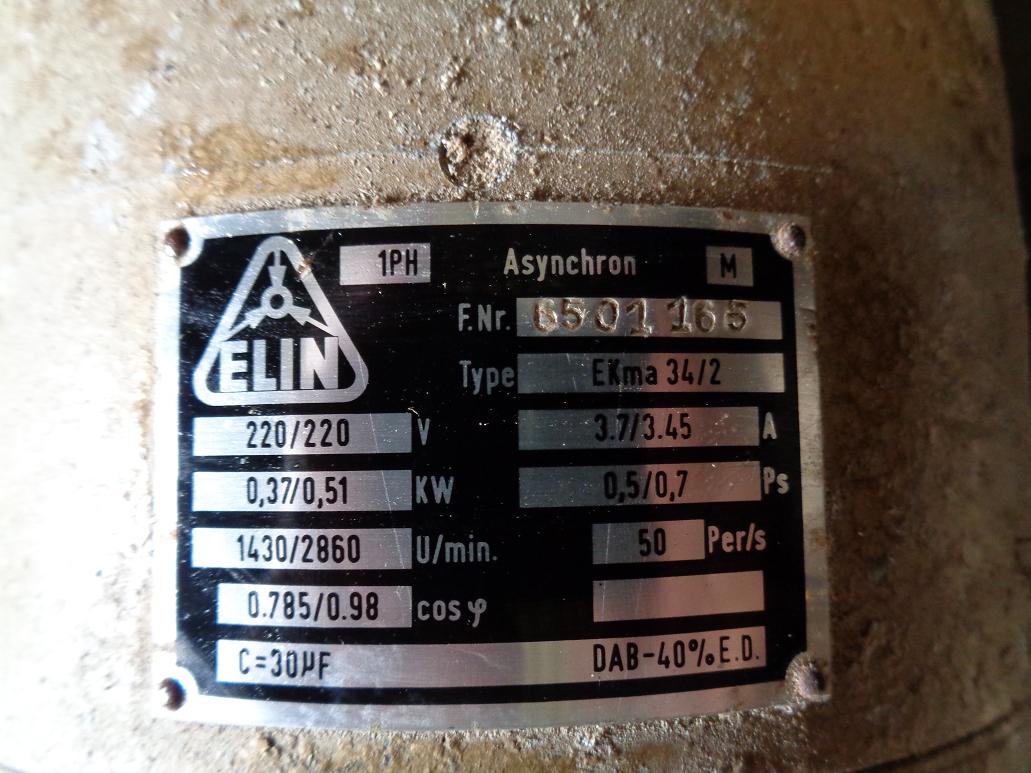 1PH Asynchron M
ELIN
F.Nr. 6501 165
Type EKma 34/2
220/220 V 3.7/3.45 A
0,37/0,51 KW 0,5/0,7 Ps
1430/2860 U/min. 50 Per/s
0.785/0.98 cos φ
C=30µF DAB-40% E.D.